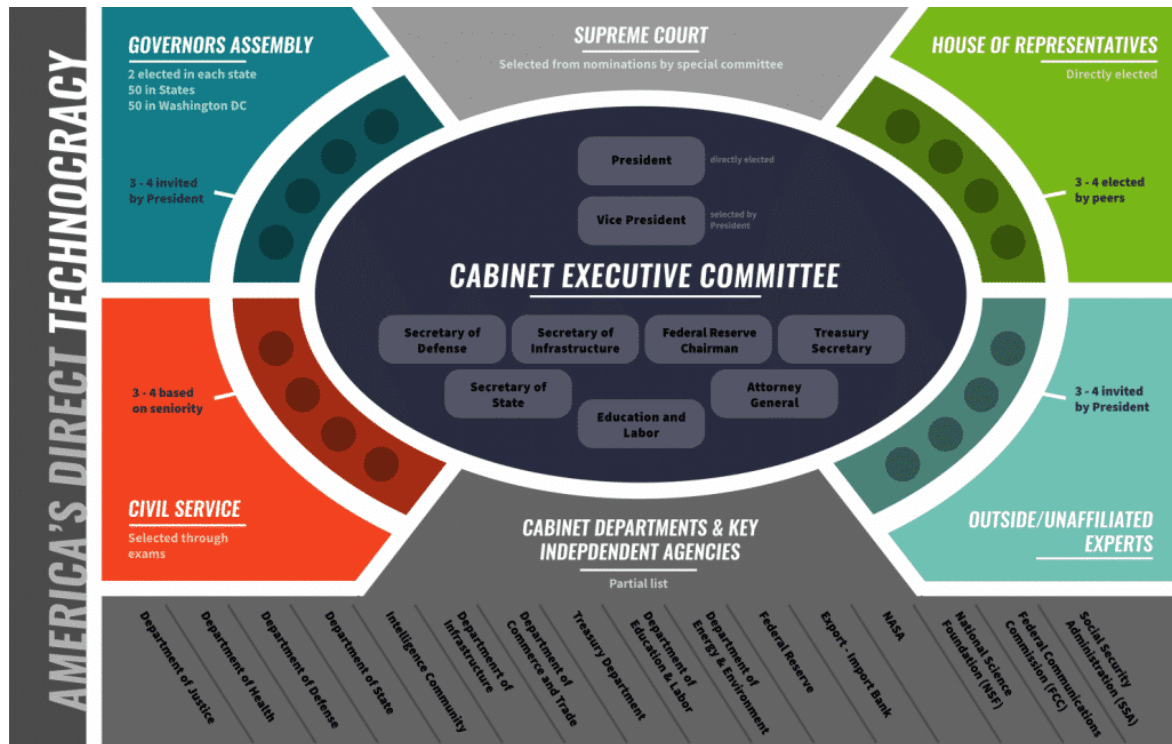 AMERICA'S DIRECT TECHNOCRACY
GOVERNORS ASSEMBLY
2 elected in each state
50 in States
50 in Washington DC
3 - 4 invited
by President
SUPREME COURT
Selected from nominations by special committee
HOUSE OF REPRESENTATIVES
Directly elected
3 - 4 elected
by peers
President
directly elected
Vice President
selected by
President
CABINET EXECUTIVE COMMITTEE
Secretary of
Defense
Secretary of
Infrastructure
Federal Reserve
Chairman
Treasury
Secretary
Secretary of
State
Attorney
General
Education and
Labor
3 - 4 based
on seniority
CIVIL SERVICE
Selected through
exams
3 - 4 invited
by President
OUTSIDE/UNAFFILIATED
EXPERTS
CABINET DEPARTMENTS & KEY
INDEPDENDENT AGENCIES
Partial list
Department of Justice
Department of Health
Department of Defense
Department of State
Intelligence Community
Departmenrt of
Infrastructure
Department of
Commerce and Trade
Treasury Department
Department of
Education & Labor
Department of
Energy & Environment
Federal Reserve
Export - Import Bank
NASA
National Science
Foundation (NSF)
Federal Communications
Commission (FCC)
Social Security
Administration (SSA)